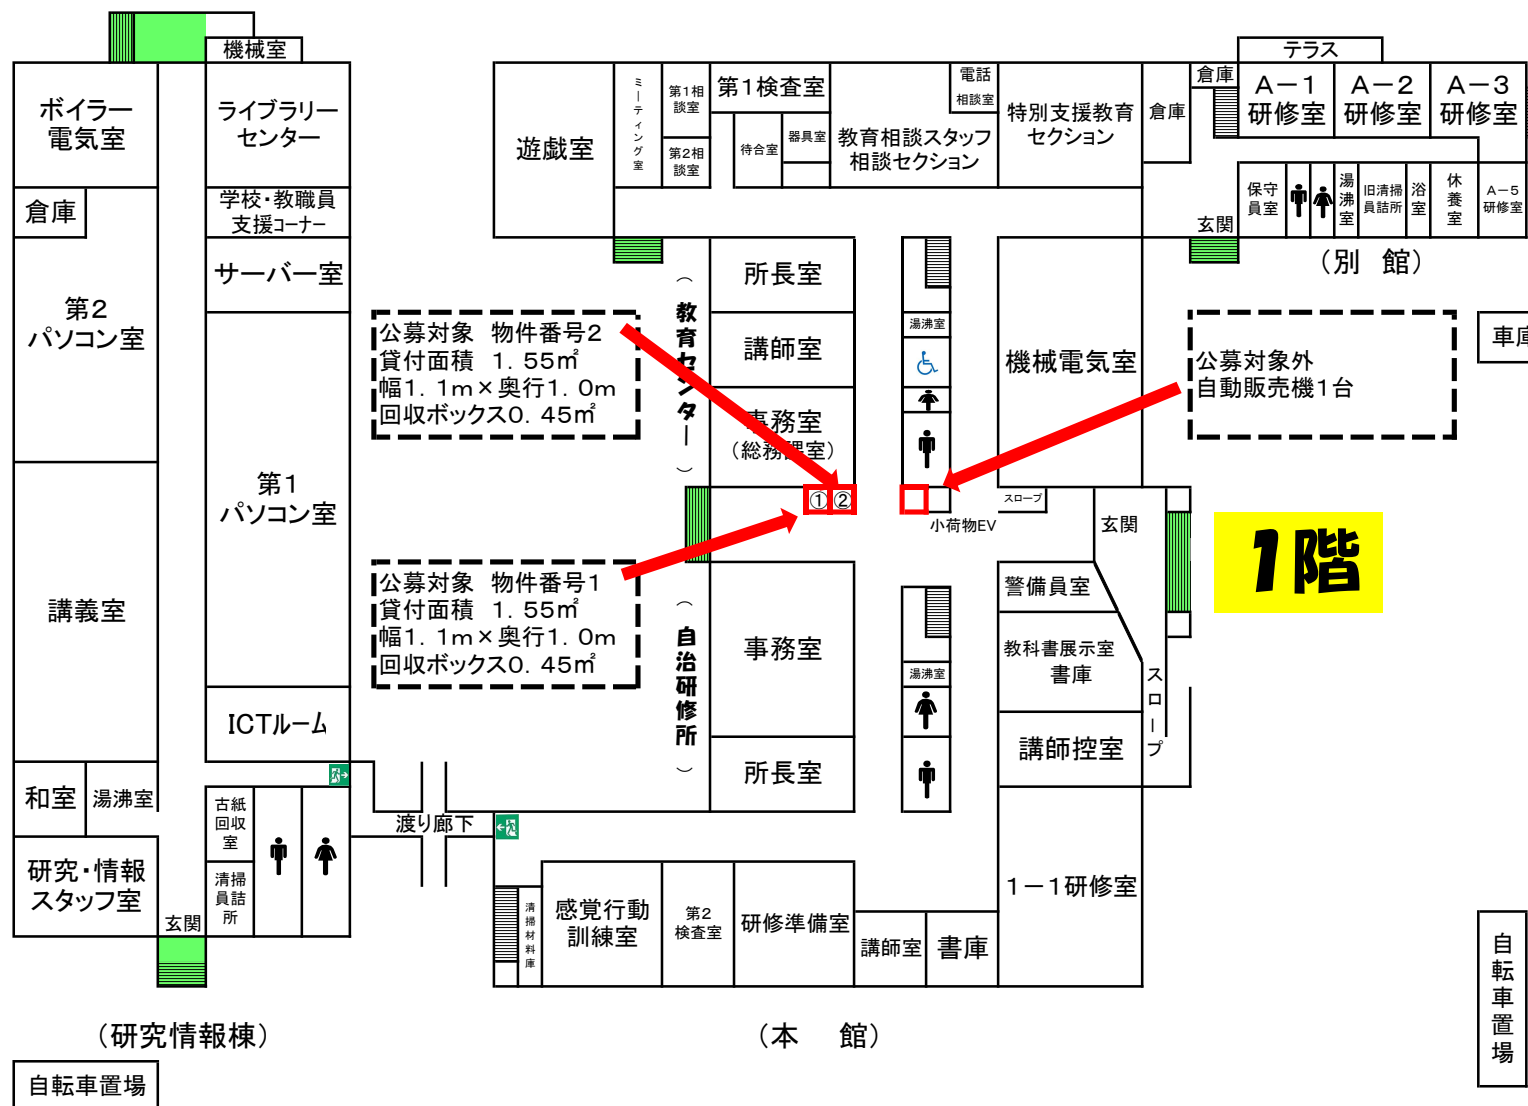 機械室
ボイラー
電気室
ライブラリー
センター
倉庫
学校・教職員
支援コーナー
サーバー室
第2
パソコン室
第1
パソコン室
講義室
ICTルーム
和室
湯沸室
古紙
回収
室
清掃
員詰
所
研究・情報
スタッフ室
玄関
(研究情報棟)
自転車置場
渡り廊下
遊戯室
ミーティング室
第1相
談室
第2相
談室
第1検査室
待合室
器具室
教育相談スタッフ
相談セクション
電話
相談室
特別支援教育
セクション
倉庫
倉庫
テラス
A-1
研修室
A-2
研修室
A-3
研修室
保守
員室
湯沸室
旧清掃
員詰所
浴室
休養室
A-5
研修室
玄関
(別 館)
車庫
(教育センター)
所長室
講師室
事務室
(総務課室)
湯沸室
機械電気室
公募対象 物件番号2
貸付面積 1.55㎡
幅1.1m×奥行1.0m
回収ボックス0.45㎡
公募対象外
自動販売機1台
①
②
小荷物EV
スロープ
玄関
1階
公募対象 物件番号1
貸付面積 1.55㎡
幅1.1m×奥行1.0m
回収ボックス0.45㎡
(自治研修所)
事務室
所長室
湯沸室
警備員室
教科書展示室
書庫
講師控室
スロープ
1-1研修室
清掃材料庫
感覚行動
訓練室
第2
検査室
研修準備室
講師室
書庫
(本 館)
自転車置場